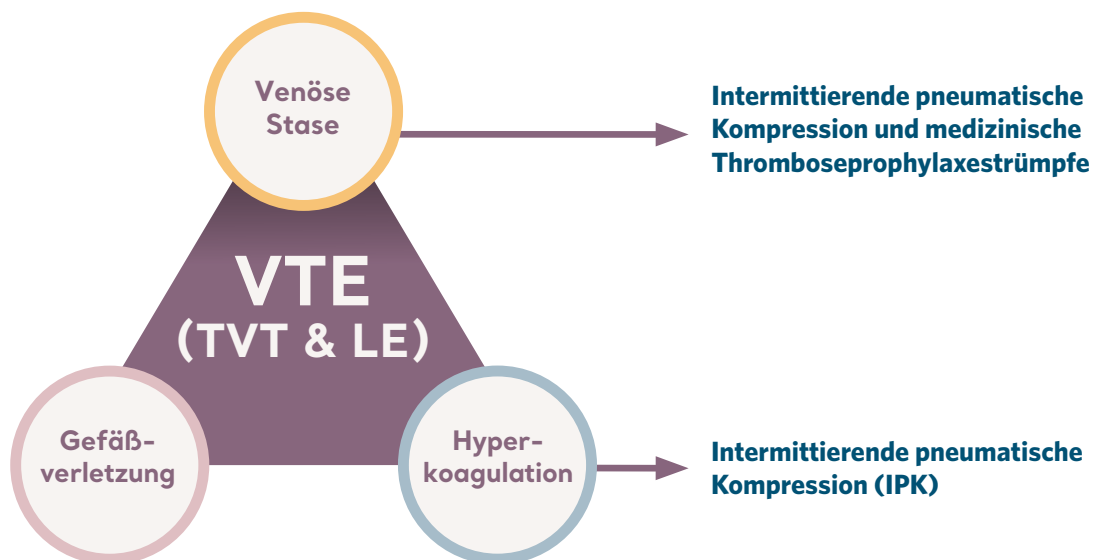 Venöse
Stase
Intermittierende pneumatische
Kompression und medizinische
Thromboseprophylaxestrümpfe
VTE
(TVT & LE)
Gefäß-
verletzung
Hyper-
koagulation
Intermittierende pneumatische
Kompression (IPK)